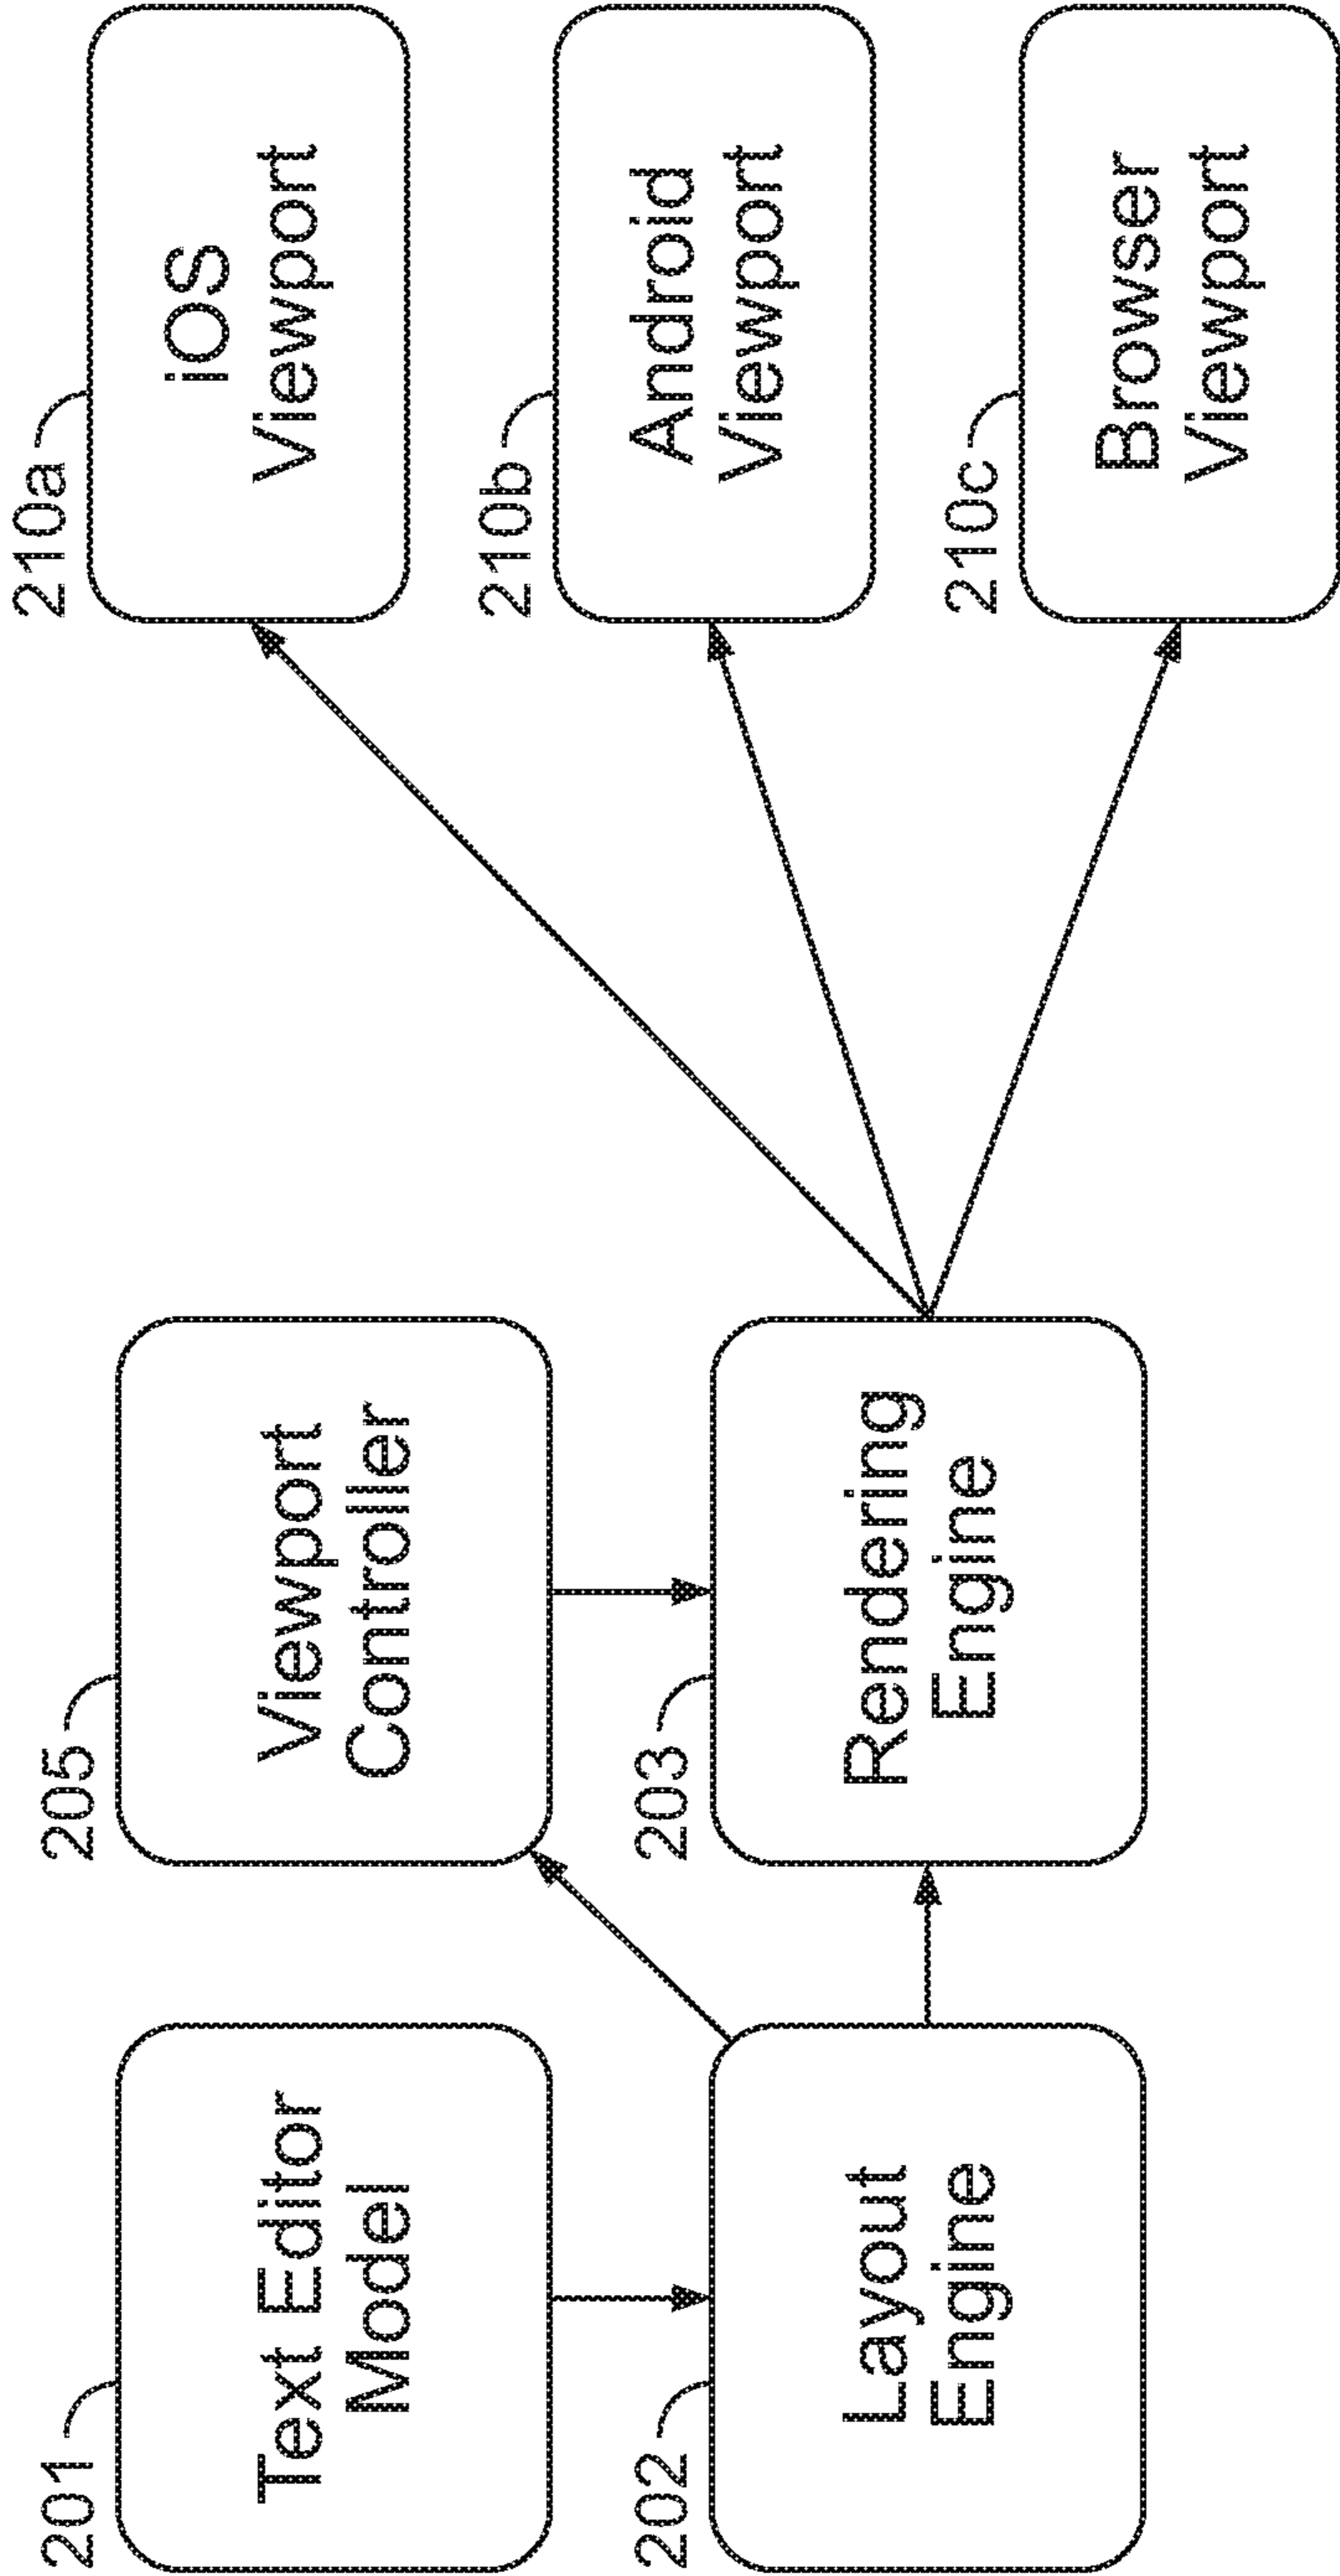 201
Text Editor
Model
205
Viewport
Controller
210a
iOS
Viewport
202
Layout
Engine
203
Rendering
Engine
210b
Android
Viewport
210c
Browser
Viewport